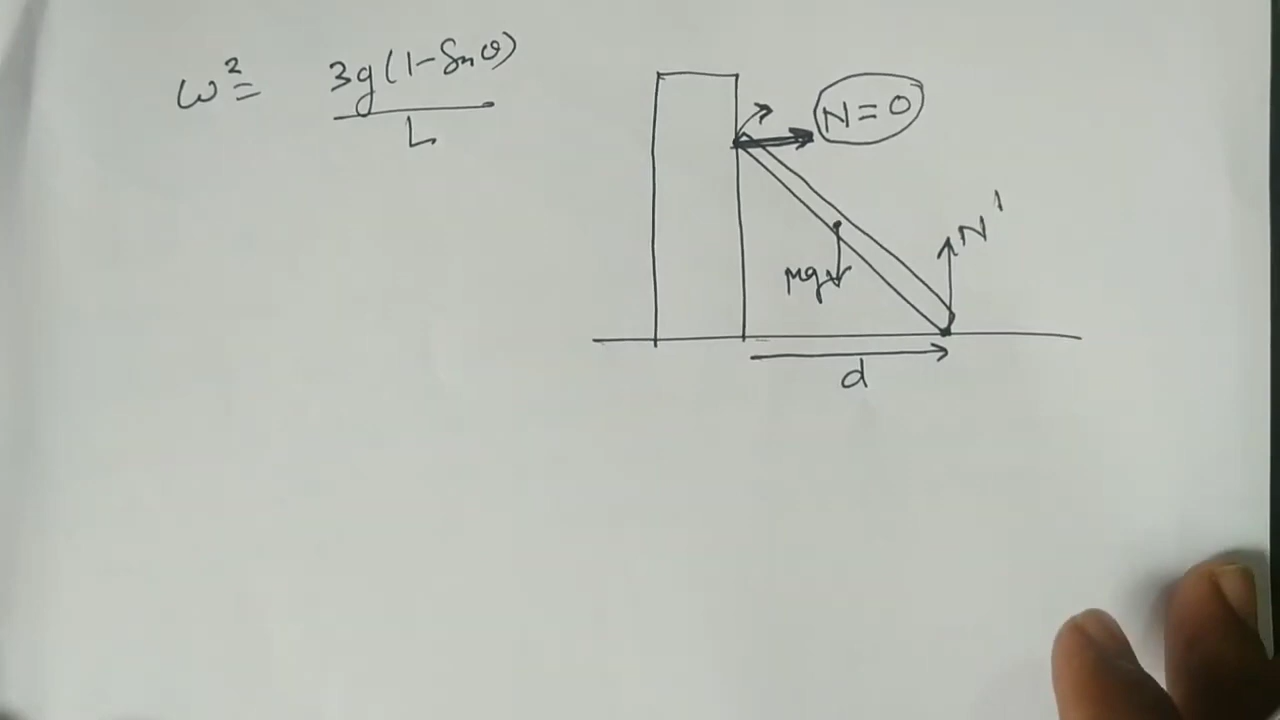 ω² = 3g(1-Sinθ)
L
N=0
N'
Mg
d